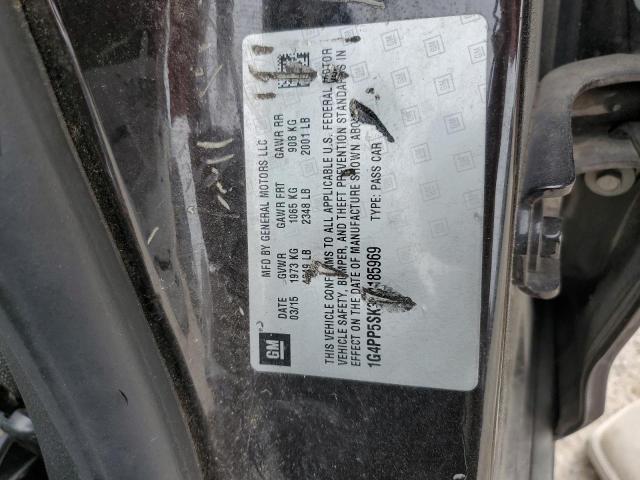 GM
MFD BY GENERAL MOTORS LLC
DATE GVWR GAWR FRT GAWR RR
03/15 1973 KG 1065 KG 908 KG
2348 LB 2001 LB
THIS VEHICLE CONFORMS TO ALL APPLICABLE U.S. FEDERAL MOTOR
VEHICLE SAFETY, BUMPER, AND THEFT PREVENTION STANDARDS IN
EFFECT ON THE DATE OF MANUFACTURE SHOWN ABOVE
TYPE: PASS CAR